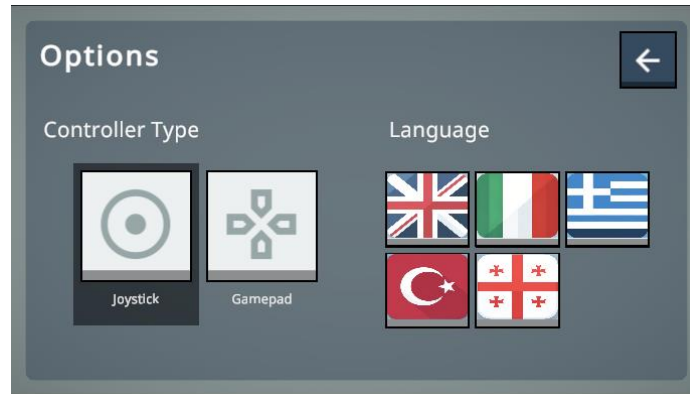 Options
Controller Type
Language
Joystick
Gamepad